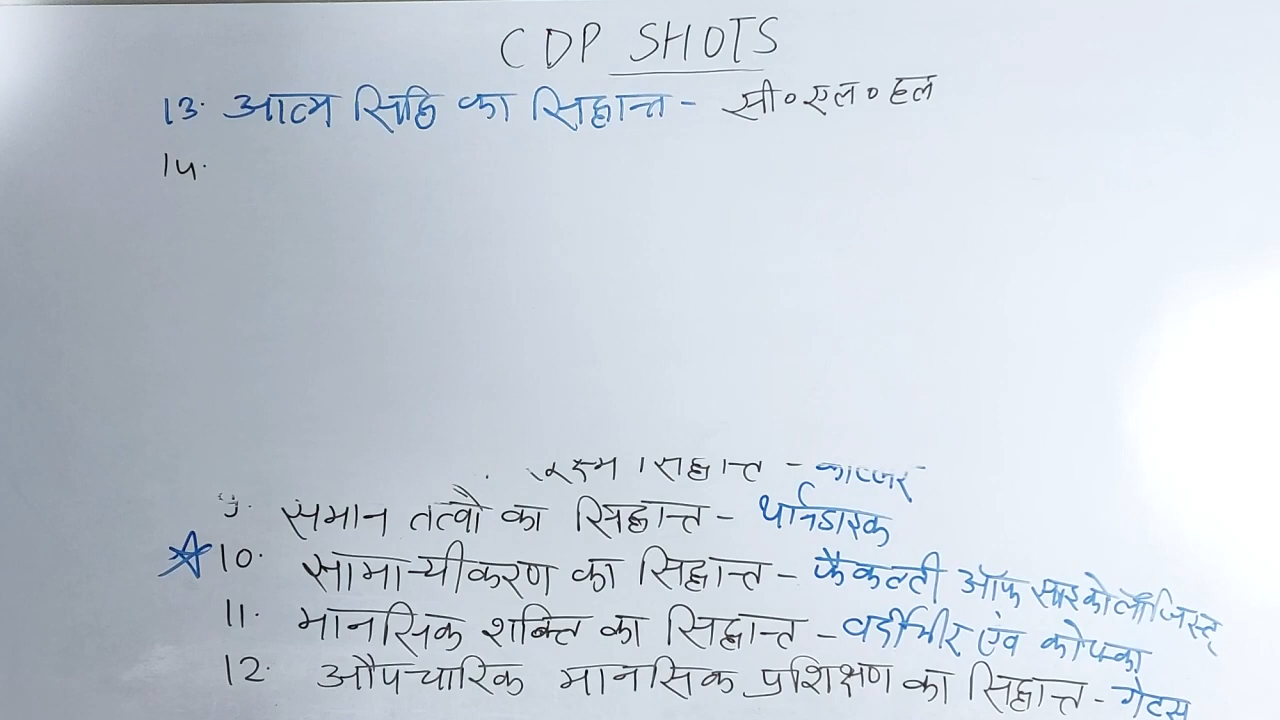 CDP SHOTS
13. आत्म सिद्धि का सिद्धान्त - सी॰ एल॰ हल
14.
सिद्धान्त -
9. समान तत्वों का सिद्धान्त - थार्नडाइक
10. सामान्यीकरण का सिद्धान्त - फैकल्टी ऑफ साइकोलॉजिस्ट
11. मानसिक शक्ति का सिद्धान्त - वर्दीमीर एंव कोफ्का
12. औपचारिक मानसिक प्रशिक्षण का सिद्धान्त - गेटस